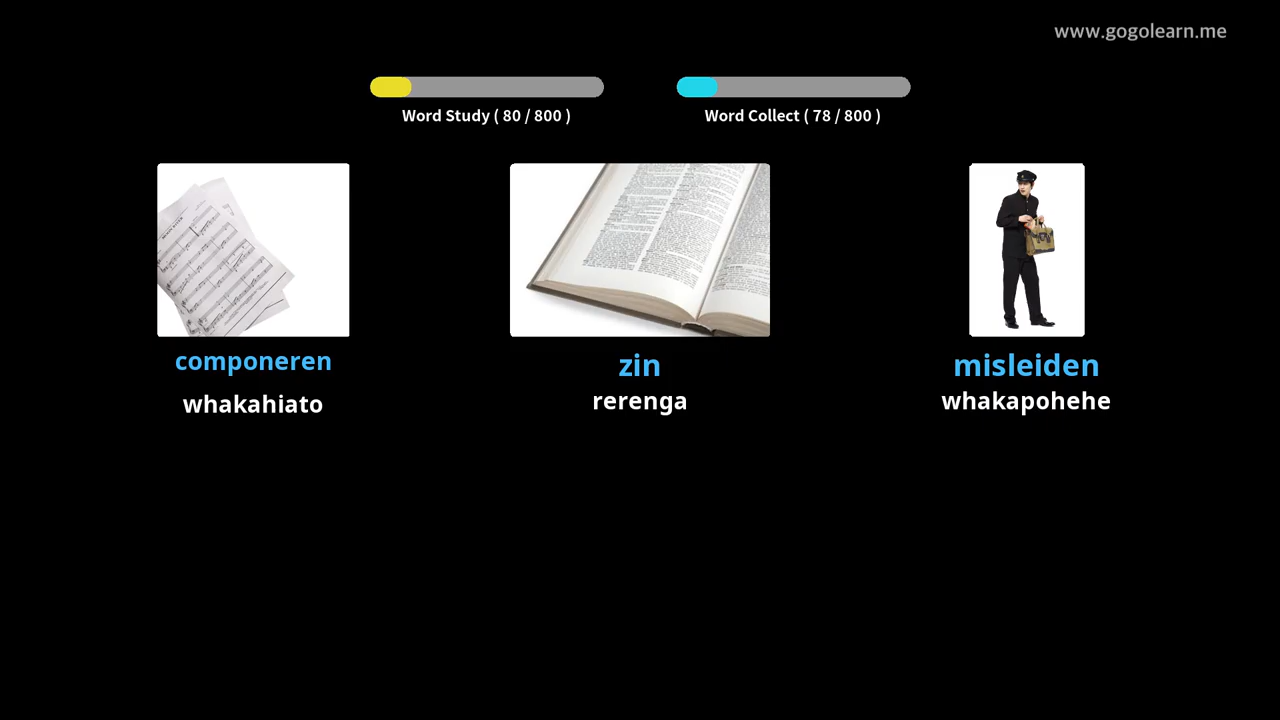 www.gogolearn.me
Word Study ( 80 / 800 )
Word Collect ( 78 / 800 )
componeren
whakahiato
zin
rerenga
misleiden
whakapohehe